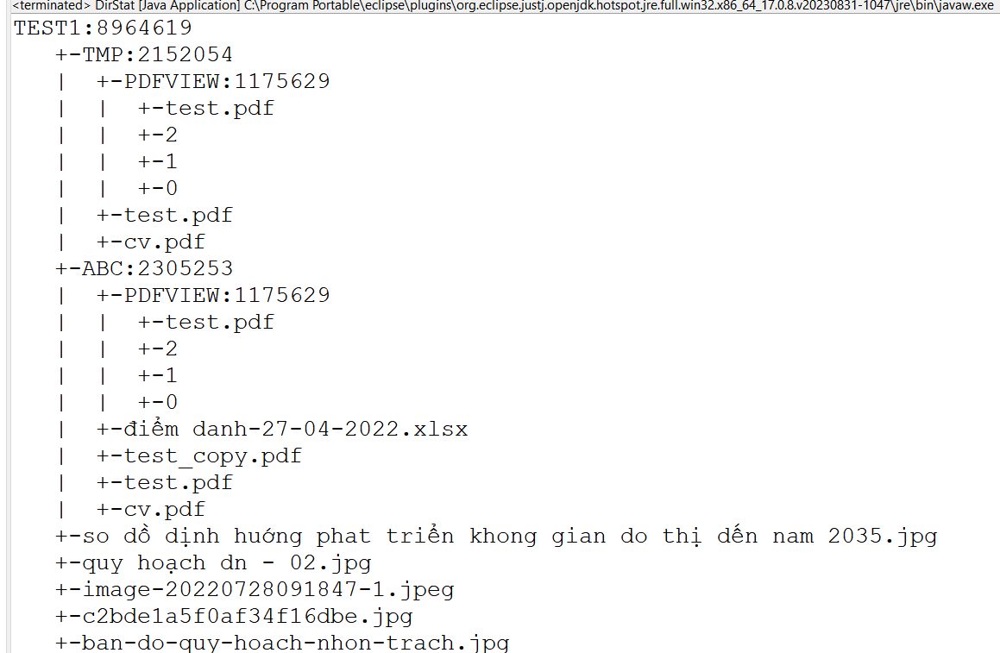 <terminated> DirStat [Java Application] C:\Program Portable\eclipse\plugins\org.eclipse.justj.openjdk.hotspot.jre.full.win32.x86_64_17.0.8.v20230831-1047\jre\bin\javaw.exe
TEST1:8964619
   +-TMP:2152054
   |  +-PDFVIEW:1175629
   |  |  +-test.pdf
   |  |  +-2
   |  |  +-1
   |  |  +-0
   |  +-test.pdf
   |  +-cv.pdf
   +-ABC:2305253
   |  +-PDFVIEW:1175629
   |  |  +-test.pdf
   |  |  +-2
   |  |  +-1
   |  |  +-0
   |  +-điểm danh-27-04-2022.xlsx
   |  +-test_copy.pdf
   |  +-test.pdf
   |  +-cv.pdf
   +-so dồ dịnh huớng phat triển khong gian do thị dến nam 2035.jpg
   +-quy hoạch dn - 02.jpg
   +-image-20220728091847-1.jpeg
   +-c2bde1a5f0af34f16dbe.jpg
   +-ban-do-quy-hoach-nhon-trach.jpg